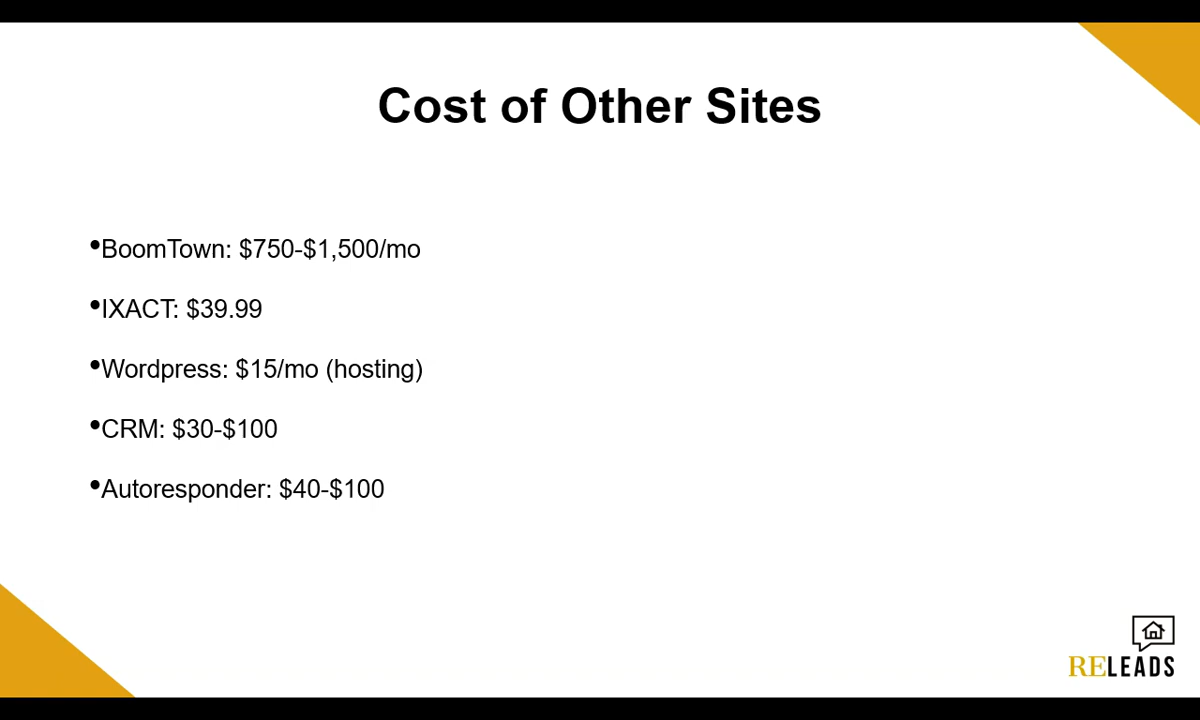 Cost of Other Sites
•BoomTown: $750-$1,500/mo
•IXACT: $39.99
•Wordpress: $15/mo (hosting)
•CRM: $30-$100
•Autoresponder: $40-$100
RELEADS